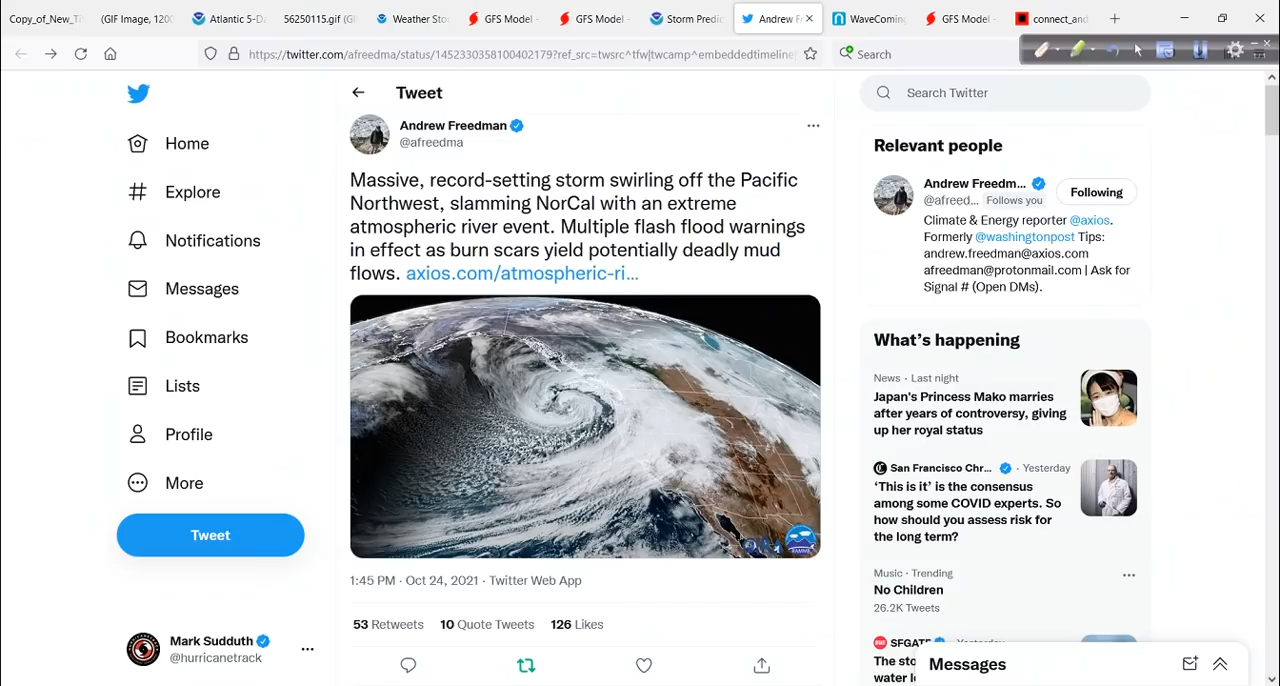 Copy_of_New_Tr
(GIF Image, 1200
Atlantic 5-Da
56250115.gif (GI
Weather Stor
GFS Model -
GFS Model -
Storm Predic
Andrew Fr
WaveComing
GFS Model -
connect_and
https://twitter.com/afreedma/status/1452330358100402179?ref_src=twsrc^tfw|twcamp^embeddedtimeline|
Search
Home
Explore
Notifications
Messages
Bookmarks
Lists
Profile
More
Tweet
Mark Sudduth
@hurricanetrack
Tweet
Andrew Freedman
@afreedma
Massive, record-setting storm swirling off the Pacific
Northwest, slamming NorCal with an extreme
atmospheric river event. Multiple flash flood warnings
in effect as burn scars yield potentially deadly mud
flows. axios.com/atmospheric-ri...
1:45 PM · Oct 24, 2021 · Twitter Web App
53 Retweets 10 Quote Tweets 126 Likes
Search Twitter
Relevant people
Andrew Freedm...
@afreed... Follows you
Following
Climate & Energy reporter @axios.
Formerly @washingtonpost Tips:
andrew.freedman@axios.com
afreedman@protonmail.com | Ask for
Signal # (Open DMs).
What's happening
News · Last night
Japan's Princess Mako marries
after years of controversy, giving
up her royal status
San Francisco Chr... · Yesterday
'This is it' is the consensus
among some COVID experts. So
how should you assess risk for
the long term?
Music · Trending
No Children
26.2K Tweets
SFGATE
The sto
water le
Messages